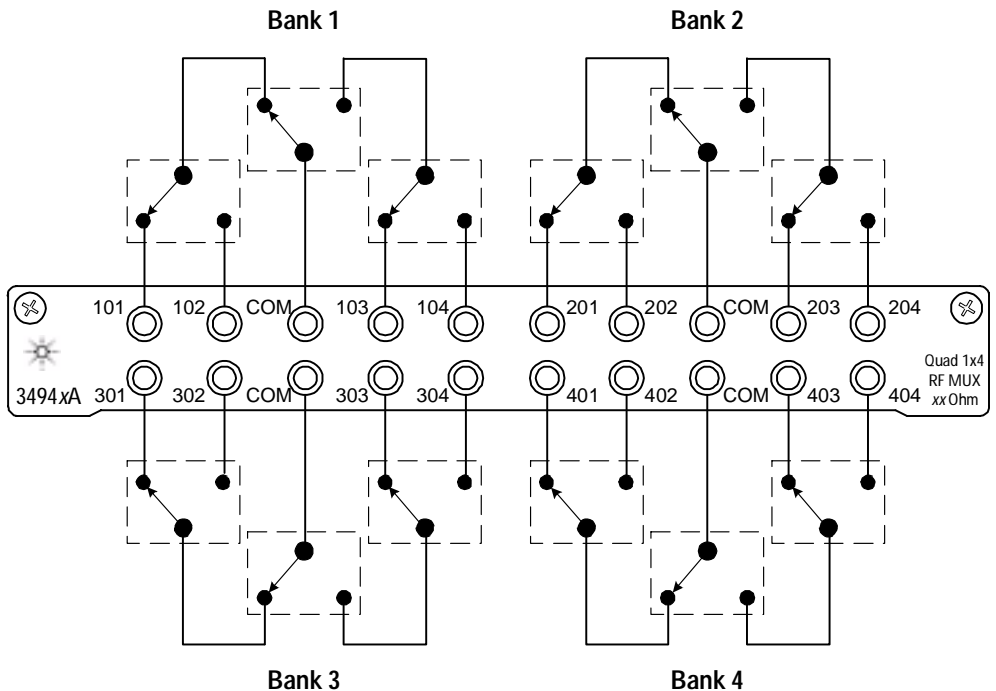 Bank 1 Bank 2
101 102 COM 103 104 201 202 COM 203 204
Quad 1x4
RF MUX
xx Ohm
3494xA 301 302 COM 303 304 401 402 COM 403 404
Bank 3 Bank 4